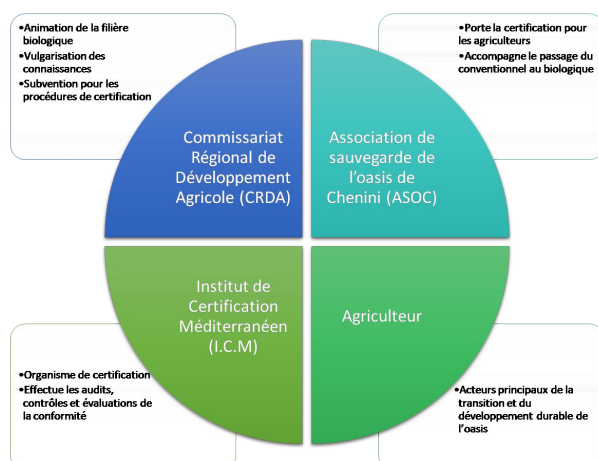 •Animation de la filière
biologique
•Vulgarisation des
connaissances
•Subvention pour les
procédures de certification
•Porte la certification pour
les agriculteurs
•Accompagne le passage du
conventionnel au biologique
Commissariat
Régional de
Développement
Agricole (CRDA)
Association de
sauvegarde de
l'oasis de
Chenini (ASOC)
Institut de
Certification
Méditerranéen
(I.C.M)
Agriculteur
•Organisme de certification
•Effectue les audits,
contrôles et évaluations de
la conformité
•Acteurs principaux de la
transition et du
développement durable de
l'oasis